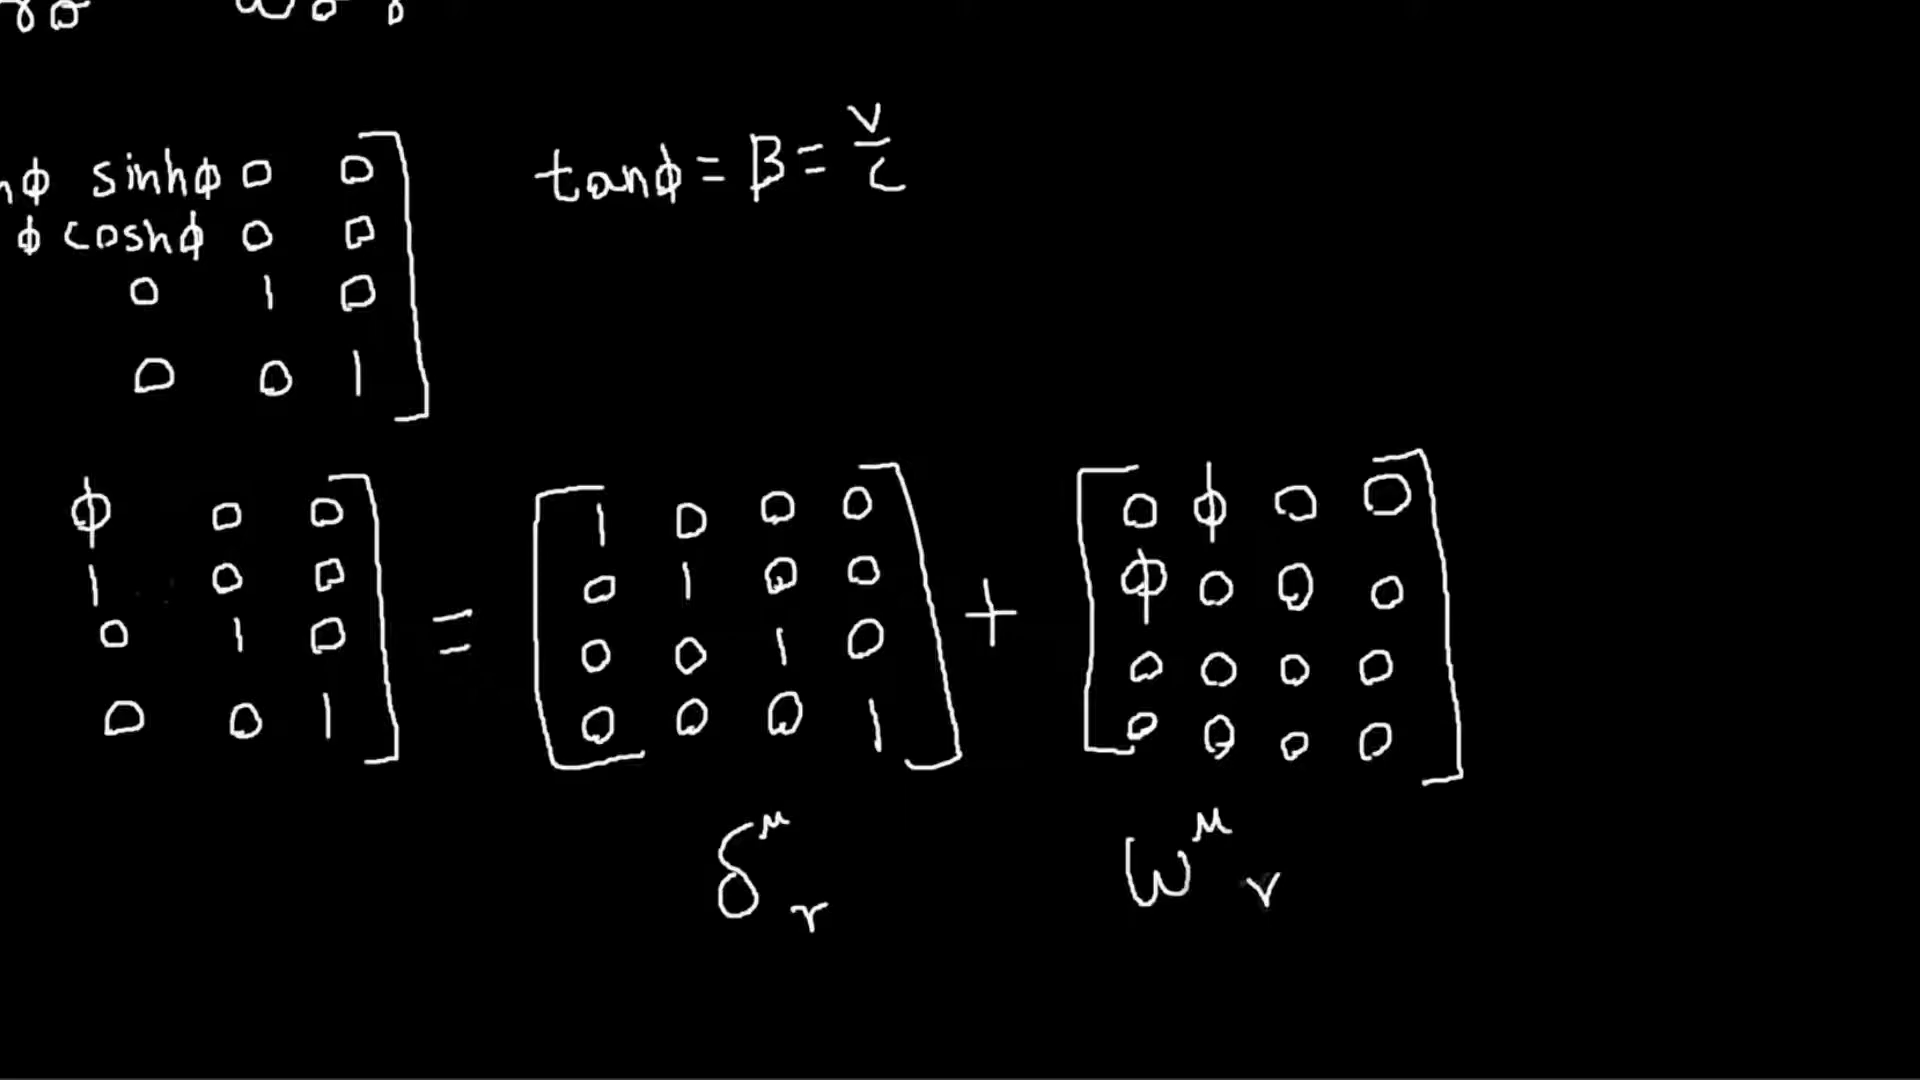 sinhϕ 0 0
tanϕ = β = v/c
ϕ coshϕ 0 0
0 1 0
0 0 1
ϕ 0 0
1 0 0
0 1 0
0 0 1
=
1 0 0 0
0 1 0 0
0 0 1 0
0 0 0 1
+
0 ϕ 0 0
ϕ 0 0 0
0 0 0 0
0 0 0 0
δ^μ_ν
ω^μ_ν